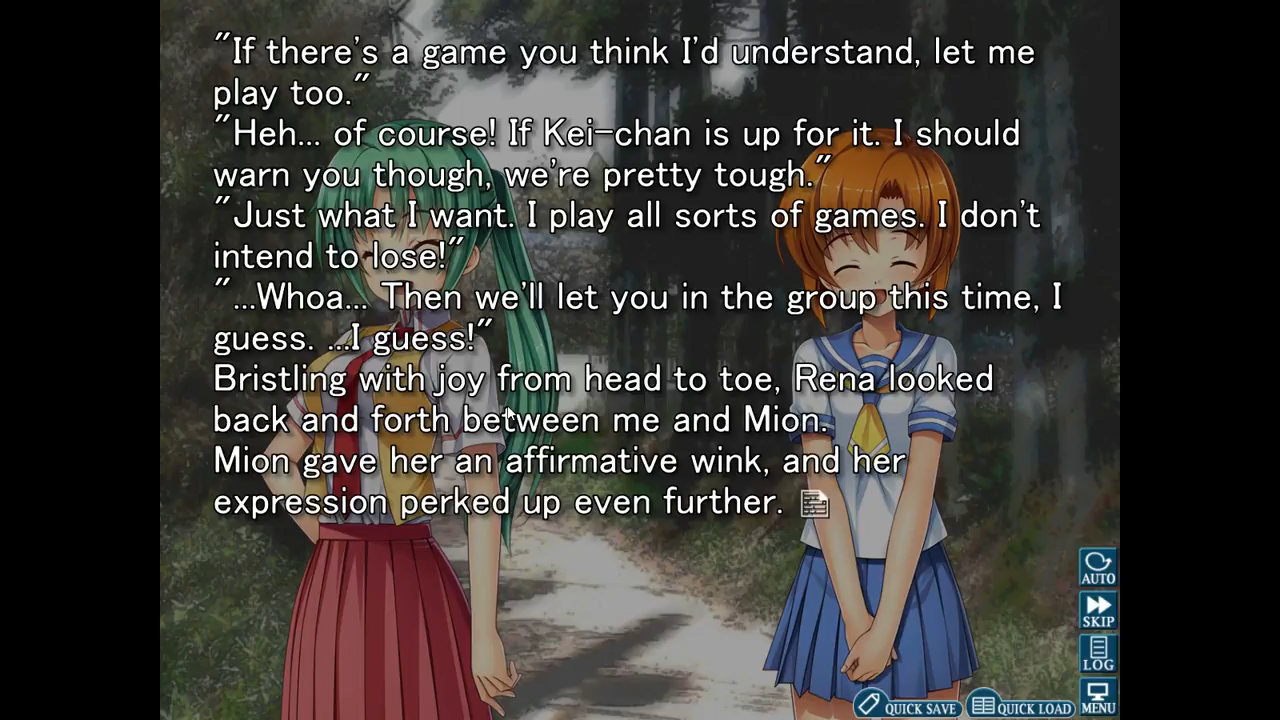 "If there's a game you think I'd understand, let me
play too."
"Heh... of course! If Kei-chan is up for it. I should
warn you though, we're pretty tough."
"Just what I want. I play all sorts of games. I don't
intend to lose!"
"...Whoa... Then we'll let you in the group this time, I
guess. ...I guess!"
Bristling with joy from head to toe, Rena looked
back and forth between me and Mion.
Mion gave her an affirmative wink, and her
expression perked up even further.
AUTO
SKIP
LOG
MENU
QUICK SAVE
QUICK LOAD